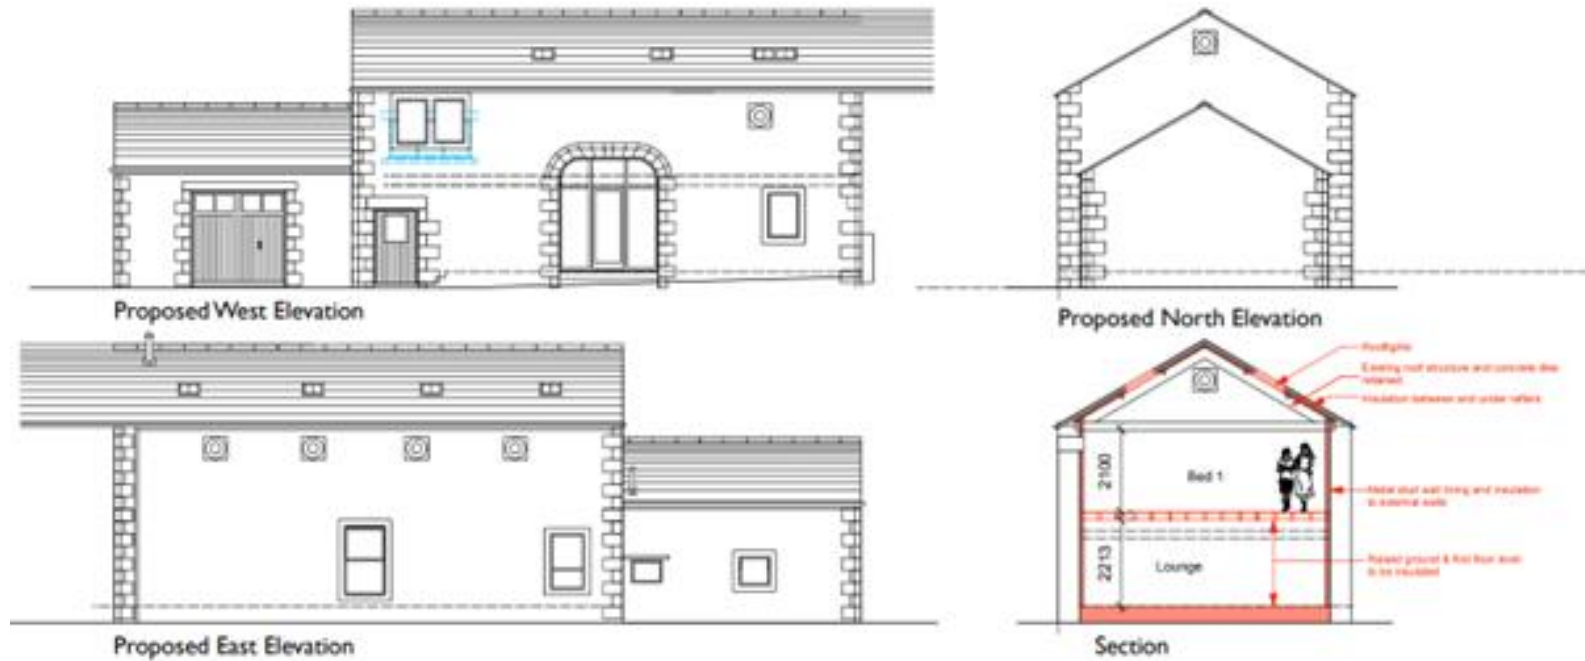 Proposed West Elevation
Proposed North Elevation
Rooflights
Existing roof structure and concrete tiles
retained
Insulation between and under rafters
2100
Bed 1
Metal stud wall lining and insulation
to external walls
2213
Lounge
Raised ground & first floor level
to be insulated
Proposed East Elevation
Section